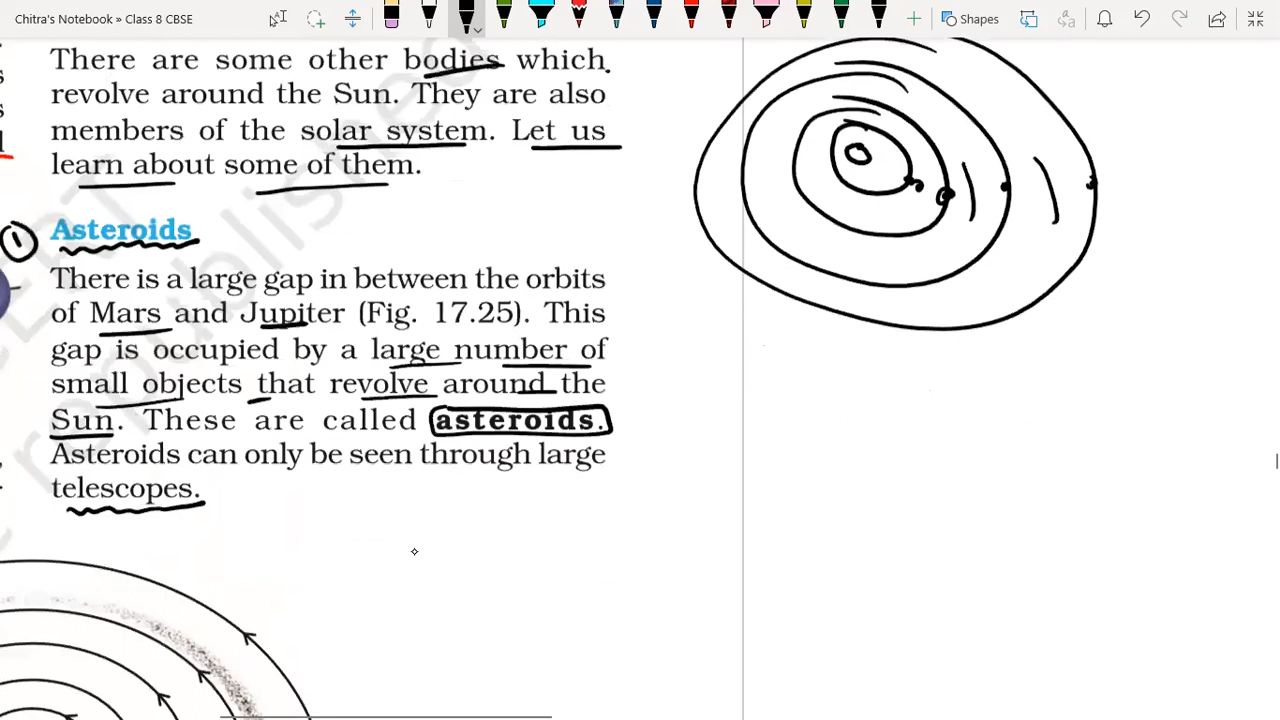 Chitra's Notebook » Class 8 CBSE
Shapes
There are some other bodies which
revolve around the Sun. They are also
members of the solar system. Let us
learn about some of them.
1 Asteroids
There is a large gap in between the orbits
of Mars and Jupiter (Fig. 17.25). This
gap is occupied by a large number of
small objects that revolve around the
Sun. These are called asteroids.
Asteroids can only be seen through large
telescopes.